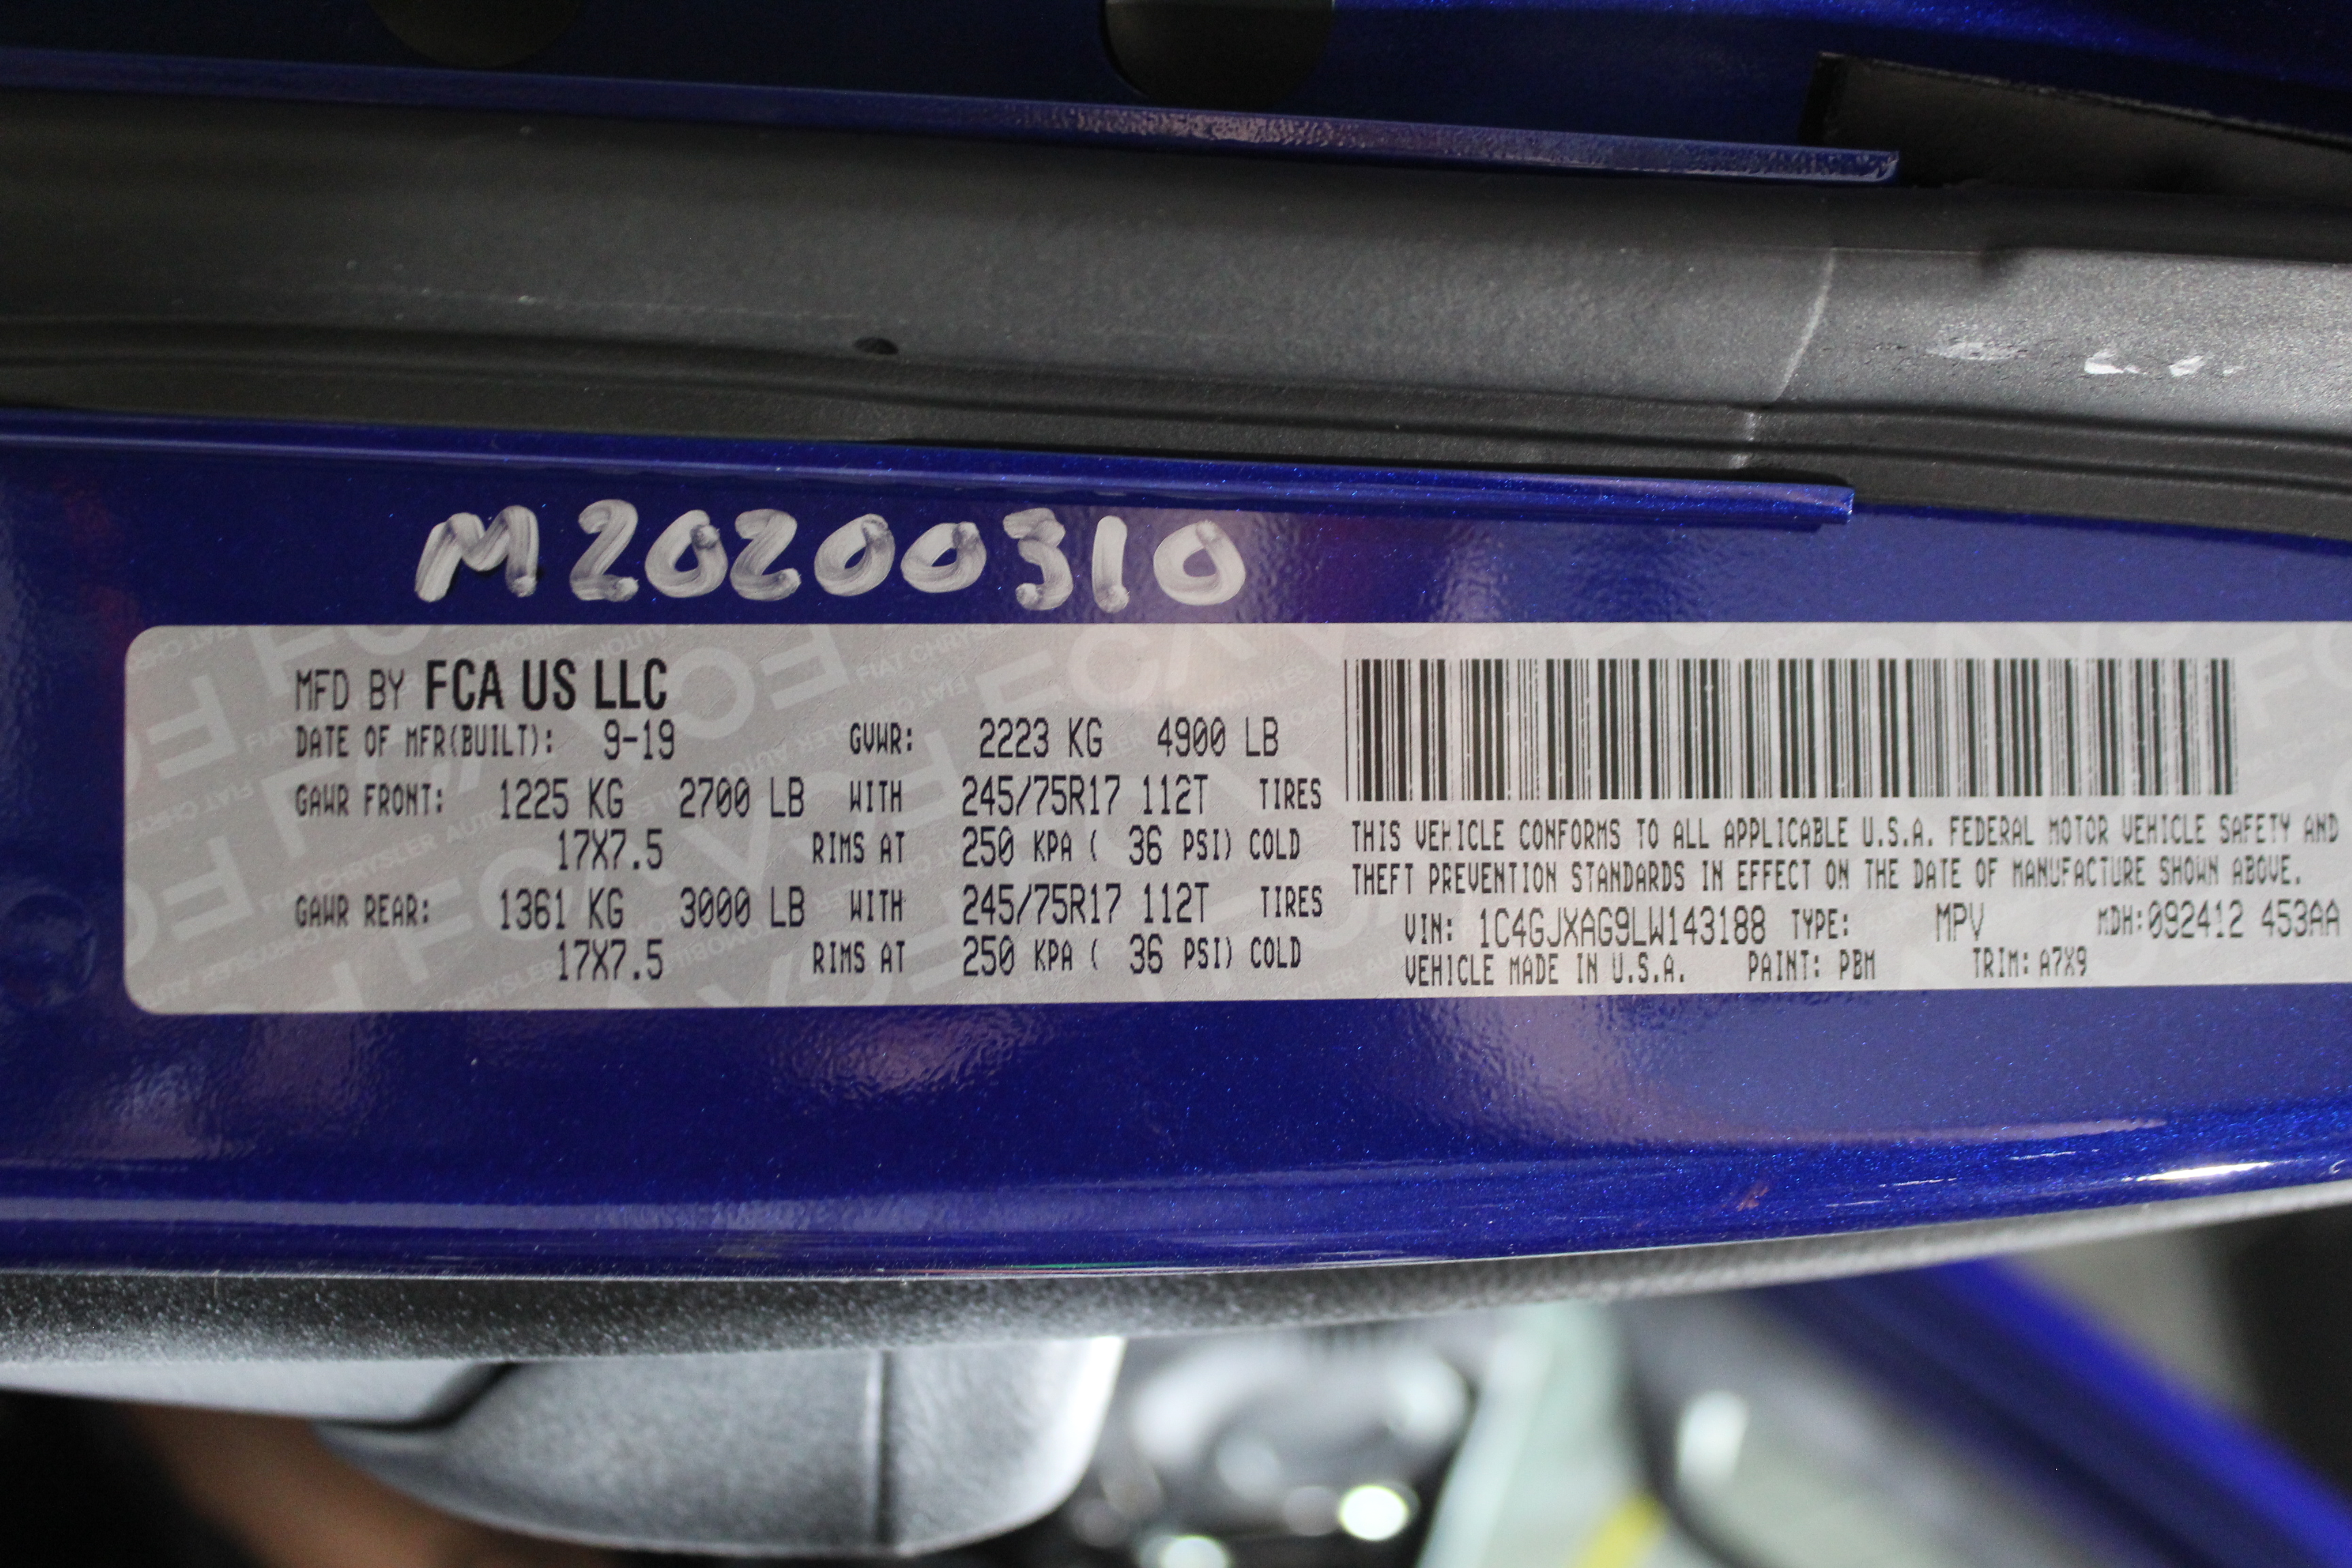 M20200310
MFD BY FCA US LLC
DATE OF MFR(BUILT): 9-19 GVWR: 2223 KG 4900 LB
GAWR FRONT: 1225 KG 2700 LB WITH 245/75R17 112T TIRES
17X7.5 RIMS AT 250 KPA ( 36 PSI) COLD
GAWR REAR: 1361 KG 3000 LB WITH 245/75R17 112T TIRES
17X7.5 RIMS AT 250 KPA ( 36 PSI) COLD
THIS VEHICLE CONFORMS TO ALL APPLICABLE U.S.A. FEDERAL MOTOR VEHICLE SAFETY AND
THEFT PREVENTION STANDARDS IN EFFECT ON THE DATE OF MANUFACTURE SHOWN ABOVE.
VIN: 1C4GJXAG9LW143188 TYPE: MPV MDH:092412 453AA
VEHICLE MADE IN U.S.A. PAINT: PBM TRIM: A7X9